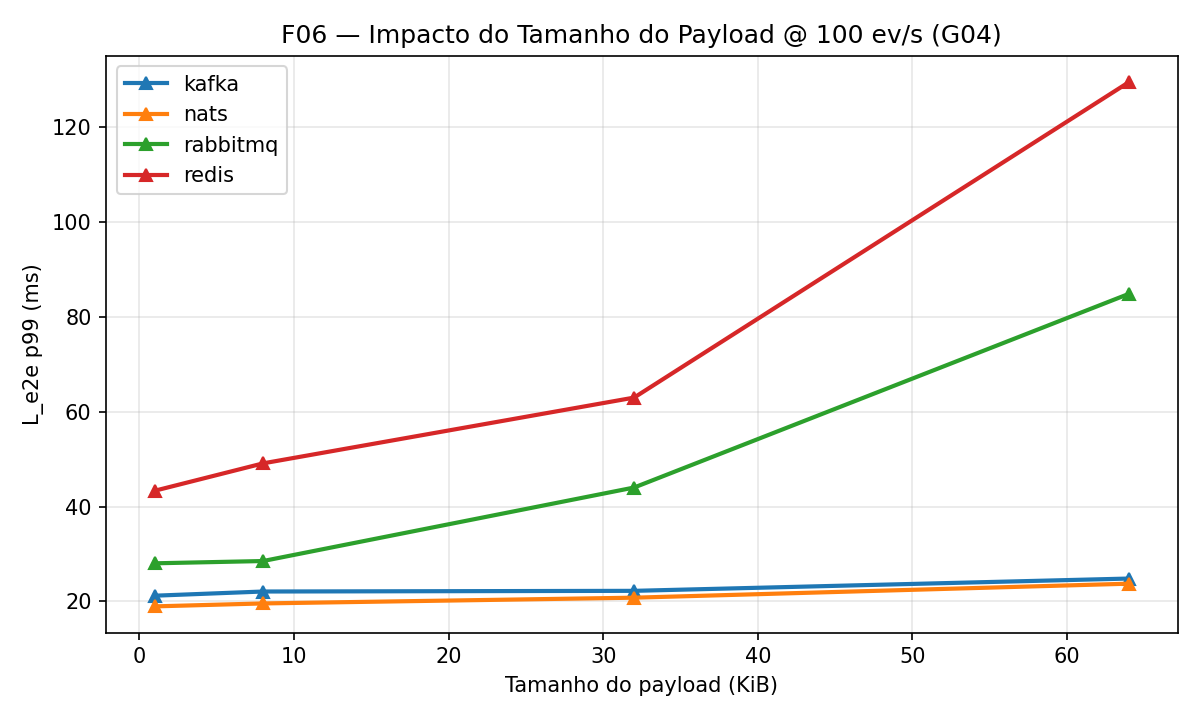 F06 — Impacto do Tamanho do Payload @ 100 ev/s (G04)
kafka
nats
rabbitmq
redis
L_e2e p99 (ms)
120
100
80
60
40
20
0 10 20 30 40 50 60
Tamanho do payload (KiB)